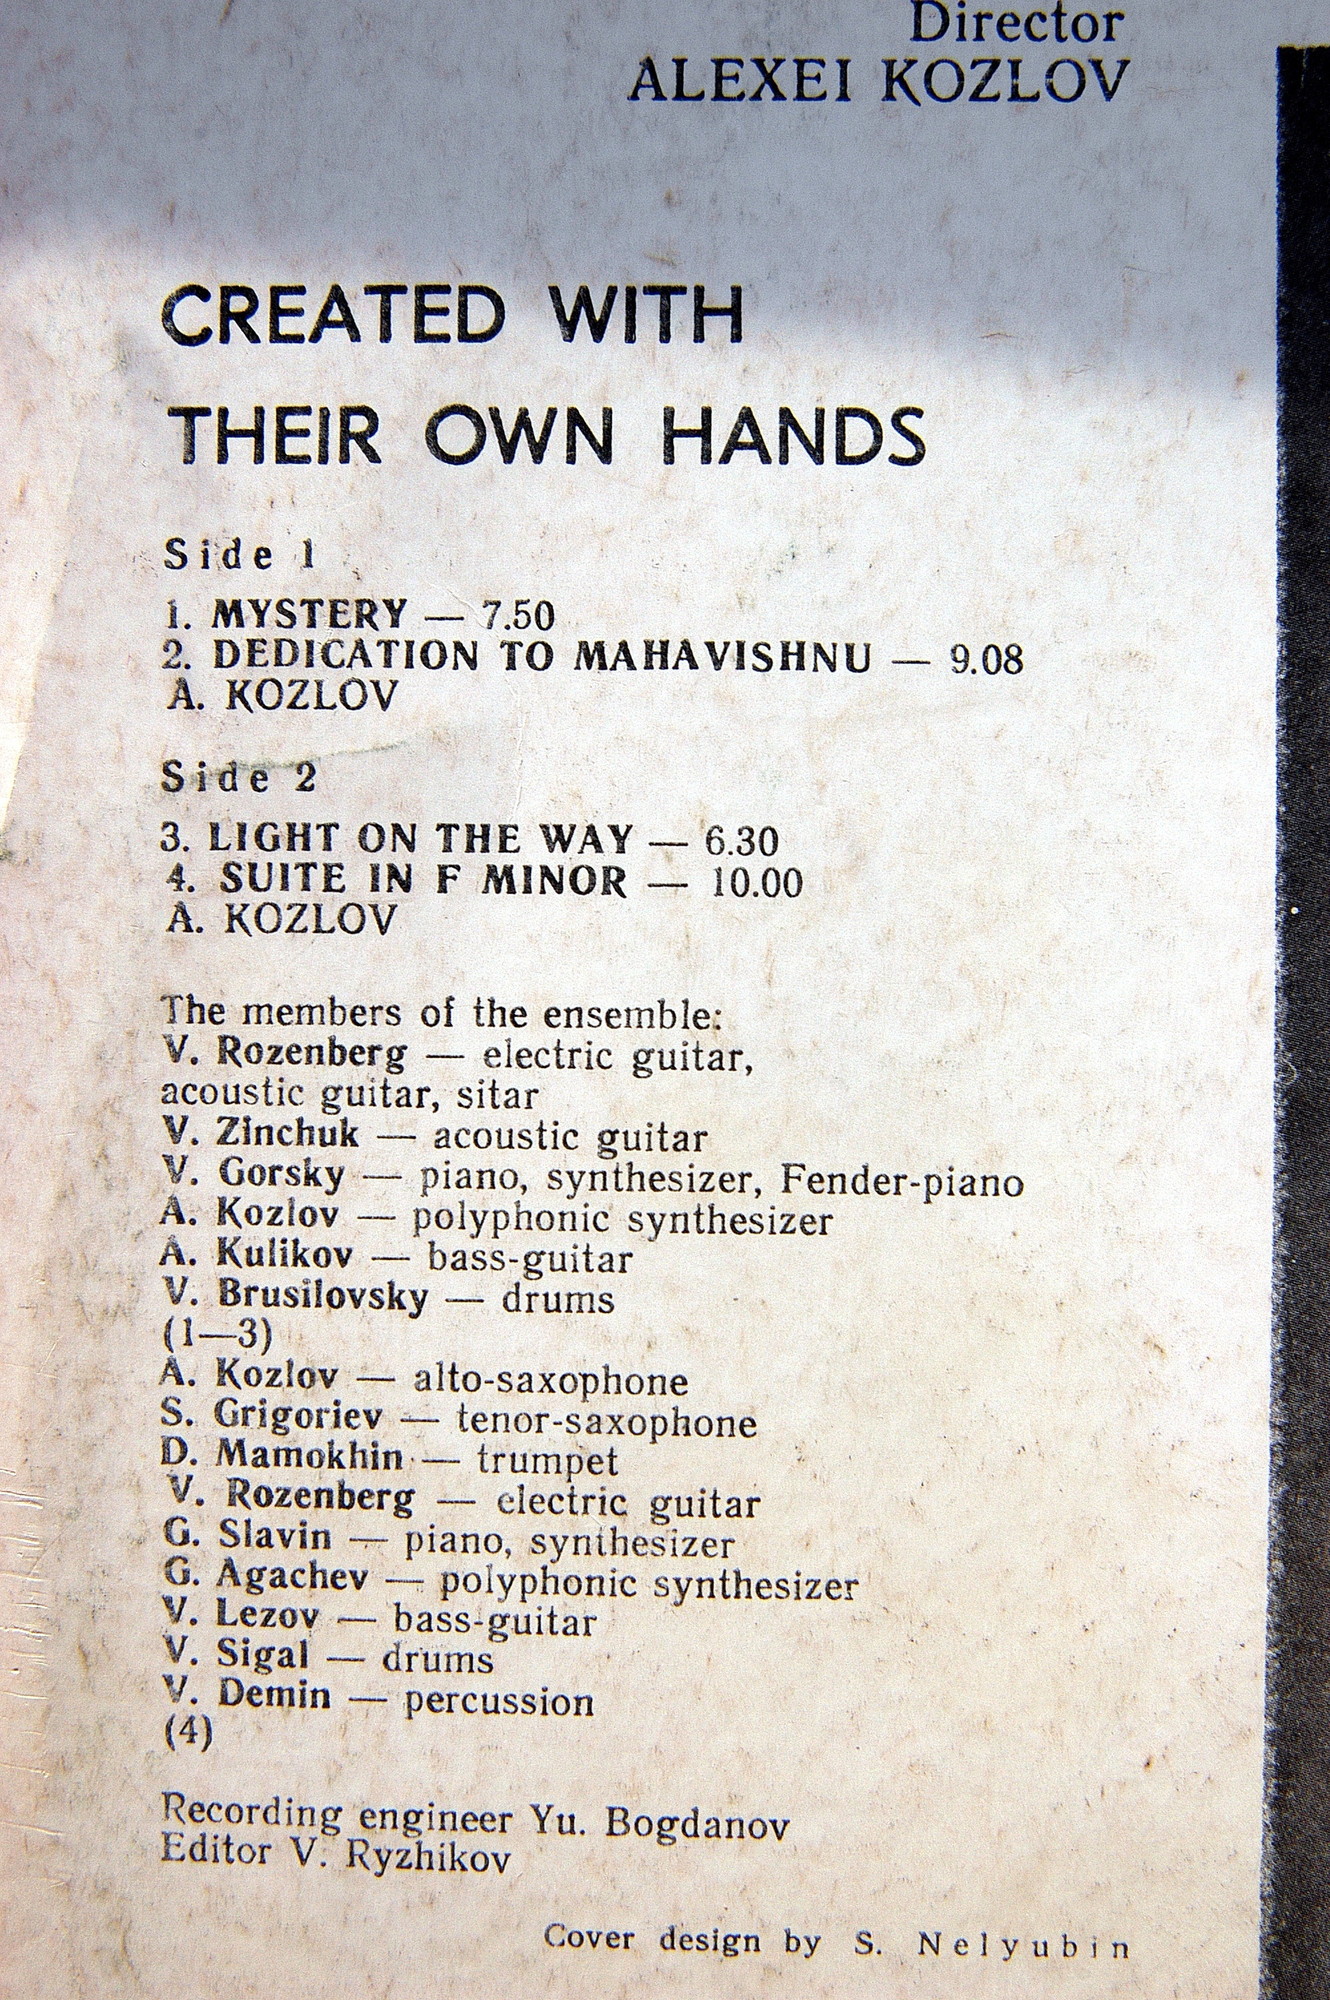 Director
ALEXEI KOZLOV
CREATED WITH
THEIR OWN HANDS
Side 1
1. MYSTERY — 7.50
2. DEDICATION TO MAHAVISHNU — 9.08
A. KOZLOV
Side 2
3. LIGHT ON THE WAY — 6.30
4. SUITE IN F MINOR — 10.00
A. KOZLOV
The members of the ensemble:
V. Rozenberg — electric guitar,
acoustic guitar, sitar
V. Zinchuk — acoustic guitar
V. Gorsky — piano, synthesizer, Fender-piano
A. Kozlov — polyphonic synthesizer
A. Kulikov — bass-guitar
V. Brusilovsky — drums
(1—3)
A. Kozlov — alto-saxophone
S. Grigoriev — tenor-saxophone
D. Mamokhin — trumpet
V. Rozenberg — electric guitar
G. Slavin — piano, synthesizer
G. Agachev — polyphonic synthesizer
V. Lezov — bass-guitar
V. Sigal — drums
V. Demin — percussion
(4)
Recording engineer Yu. Bogdanov
Editor V. Ryzhikov
Cover design by S. Nelyubin